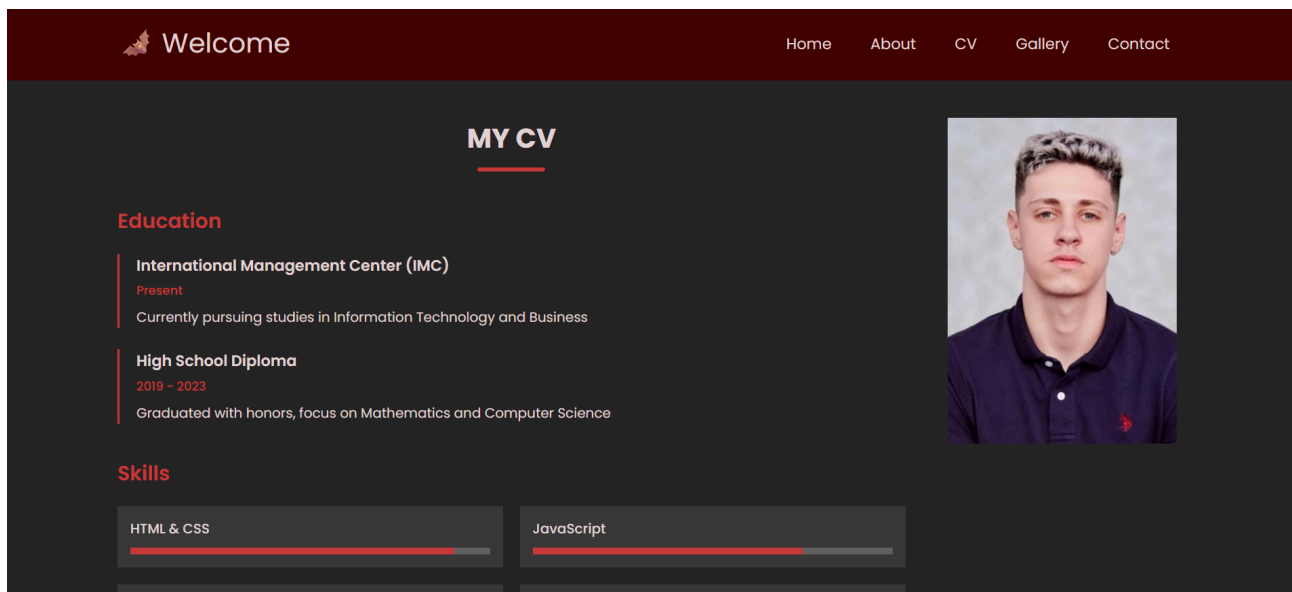 Welcome
Home About CV Gallery Contact
MY CV
Education
International Management Center (IMC)
Present
Currently pursuing studies in Information Technology and Business
High School Diploma
2019 - 2023
Graduated with honors, focus on Mathematics and Computer Science
Skills
HTML & CSS
JavaScript